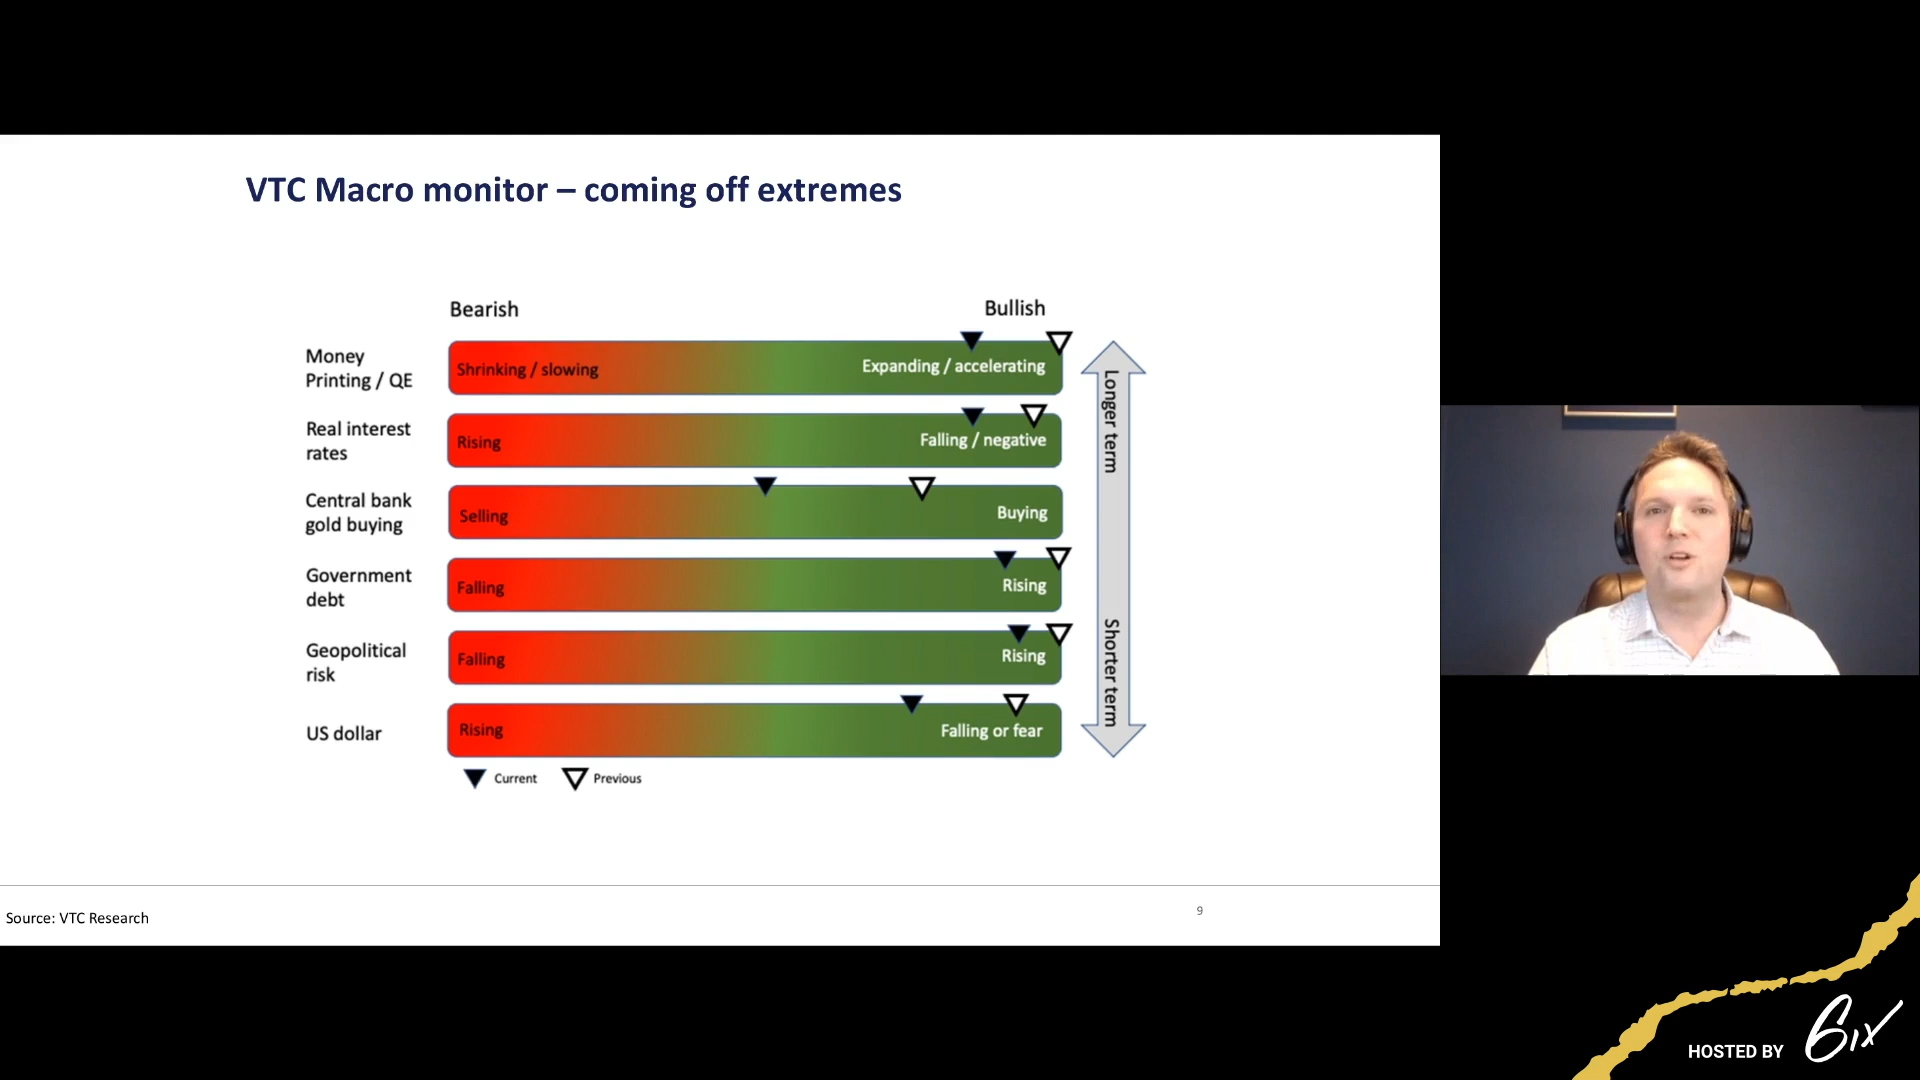 VTC Macro monitor – coming off extremes
Bearish
Bullish
Money
Printing / QE
Shrinking / slowing
Expanding / accelerating
Real interest
rates
Rising
Falling / negative
Central bank
gold buying
Selling
Buying
Government
debt
Falling
Rising
Geopolitical
risk
Falling
Rising
US dollar
Rising
Falling or fear
Longer term
Shorter term
Current
Previous
Source: VTC Research
9
HOSTED BY 6ix